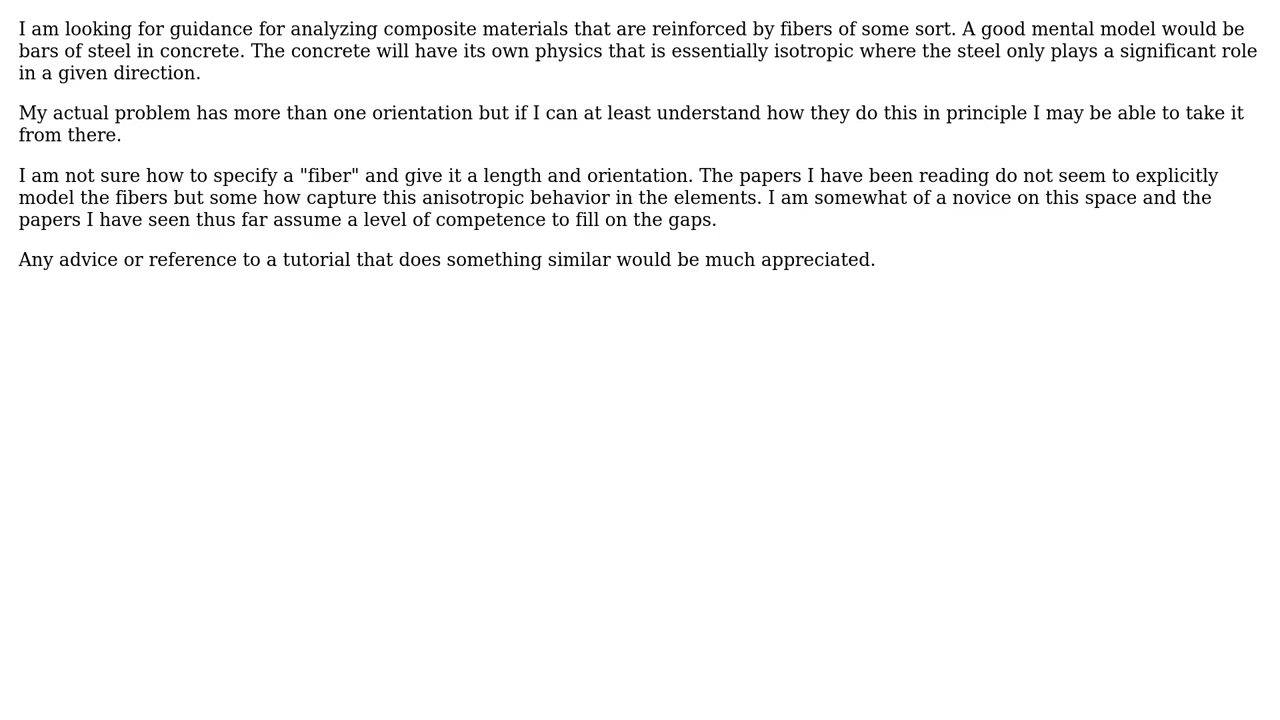 I am looking for guidance for analyzing composite materials that are reinforced by fibers of some sort. A good mental model would be
bars of steel in concrete. The concrete will have its own physics that is essentially isotropic where the steel only plays a significant role
in a given direction.
My actual problem has more than one orientation but if I can at least understand how they do this in principle I may be able to take it
from there.
I am not sure how to specify a "fiber" and give it a length and orientation. The papers I have been reading do not seem to explicitly
model the fibers but some how capture this anisotropic behavior in the elements. I am somewhat of a novice on this space and the
papers I have seen thus far assume a level of competence to fill on the gaps.
Any advice or reference to a tutorial that does something similar would be much appreciated.